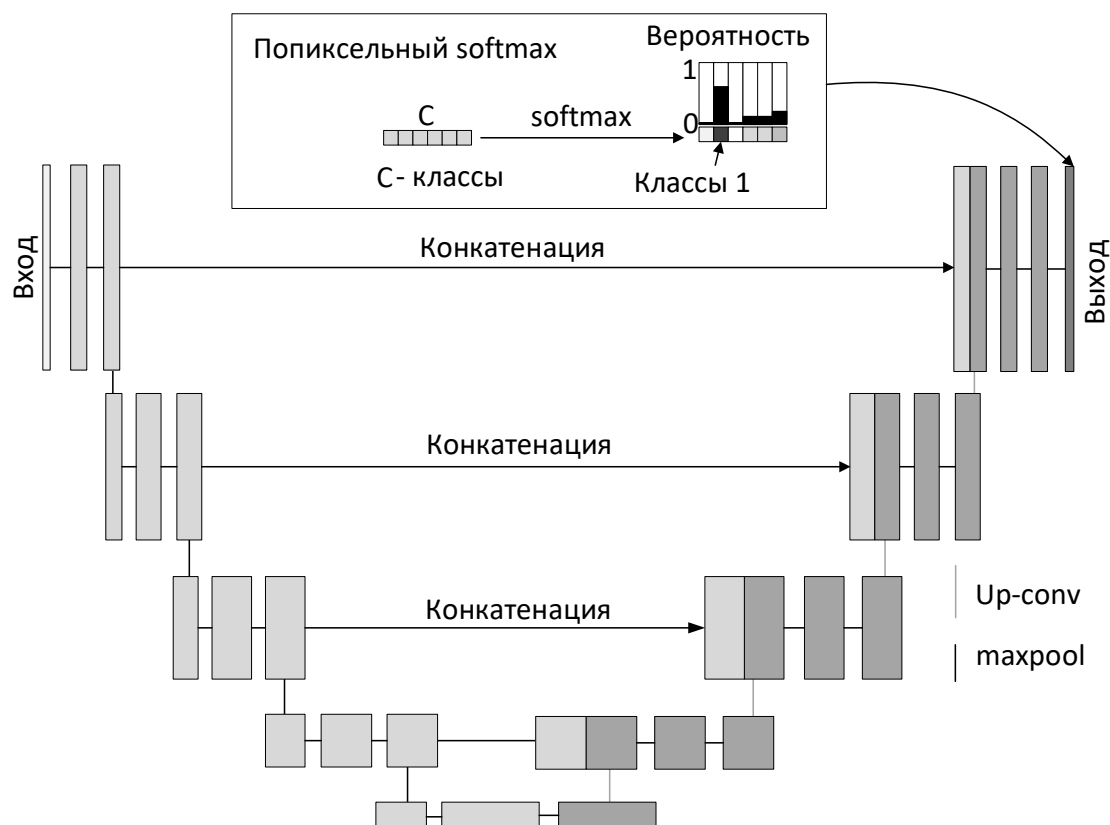 Попиксельный softmax
Вероятность
1
0
C
softmax
C - классы
Классы 1
Вход
Конкатенация
Выход
Конкатенация
Конкатенация
Up-conv
maxpool